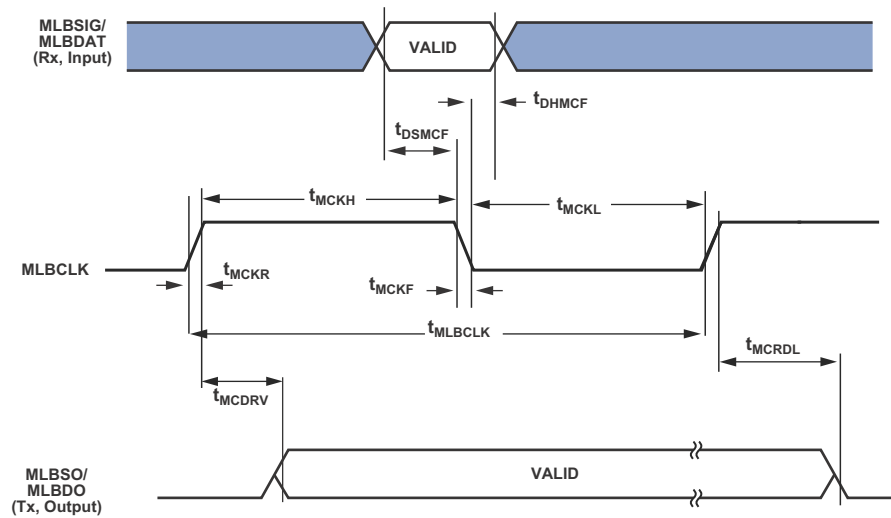 MLBSIG/
MLBDAT
(Rx, Input)
VALID
tDHMCF
tDSMCF
tMCKH
tMCKL
MLBCLK
tMCKR
tMCKF
tMLBCLK
tMCRDL
tMCDRV
MLBSO/
MLBDO
(Tx, Output)
VALID